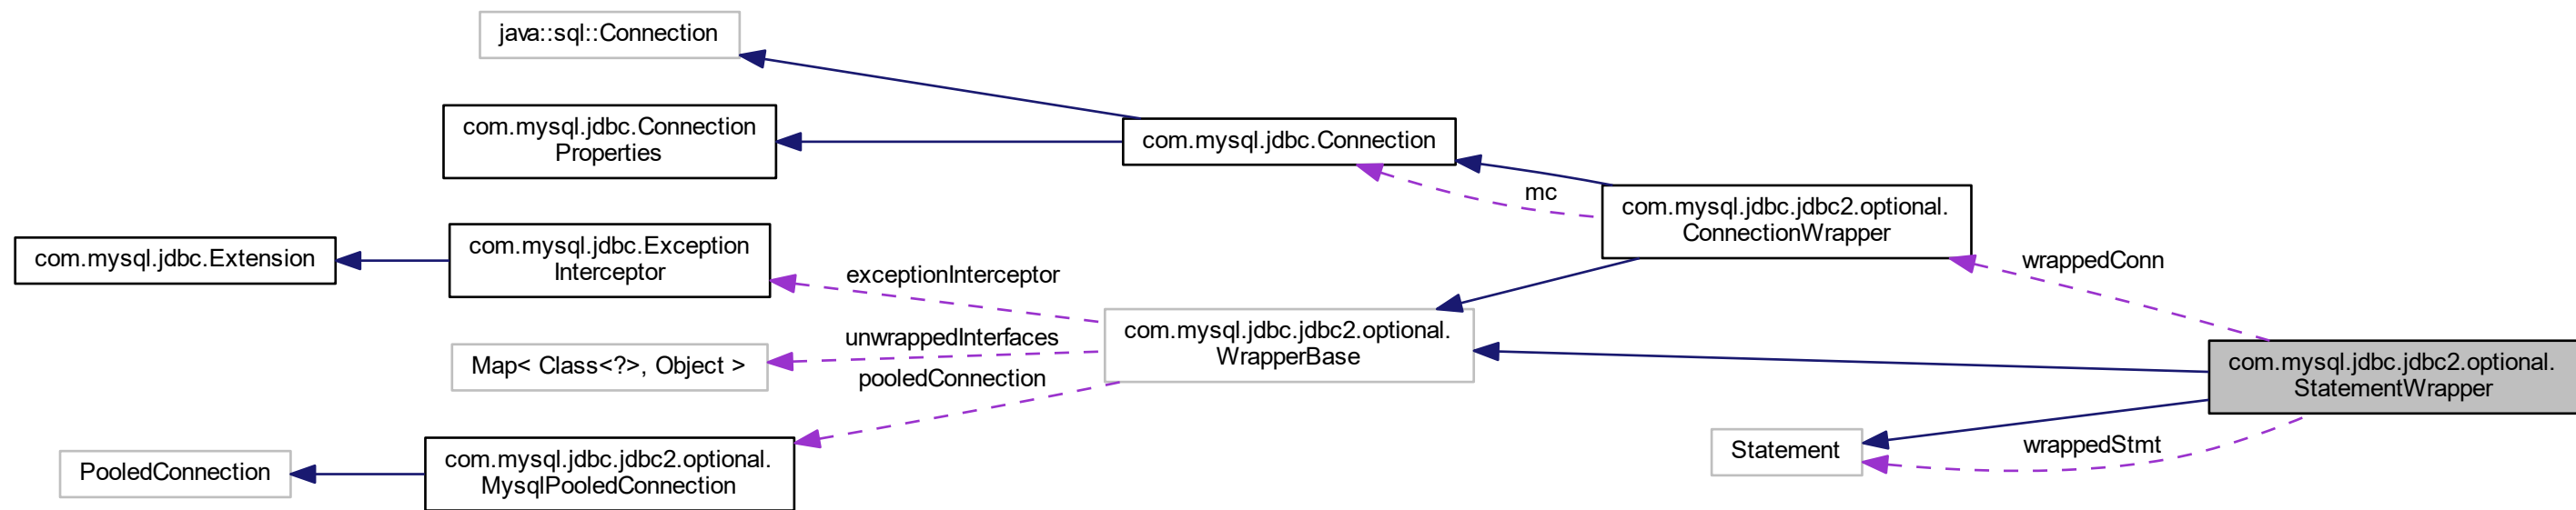 java::sql::Connection
com.mysql.jdbc.Connection
Properties
com.mysql.jdbc.Connection
mc
com.mysql.jdbc.jdbc2.optional.
ConnectionWrapper
com.mysql.jdbc.Extension
com.mysql.jdbc.Exception
Interceptor
exceptionInterceptor
wrappedConn
unwrappedInterfaces
com.mysql.jdbc.jdbc2.optional.
WrapperBase
Map< Class<?>, Object >
pooledConnection
com.mysql.jdbc.jdbc2.optional.
StatementWrapper
PooledConnection
com.mysql.jdbc.jdbc2.optional.
MysqlPooledConnection
Statement
wrappedStmt